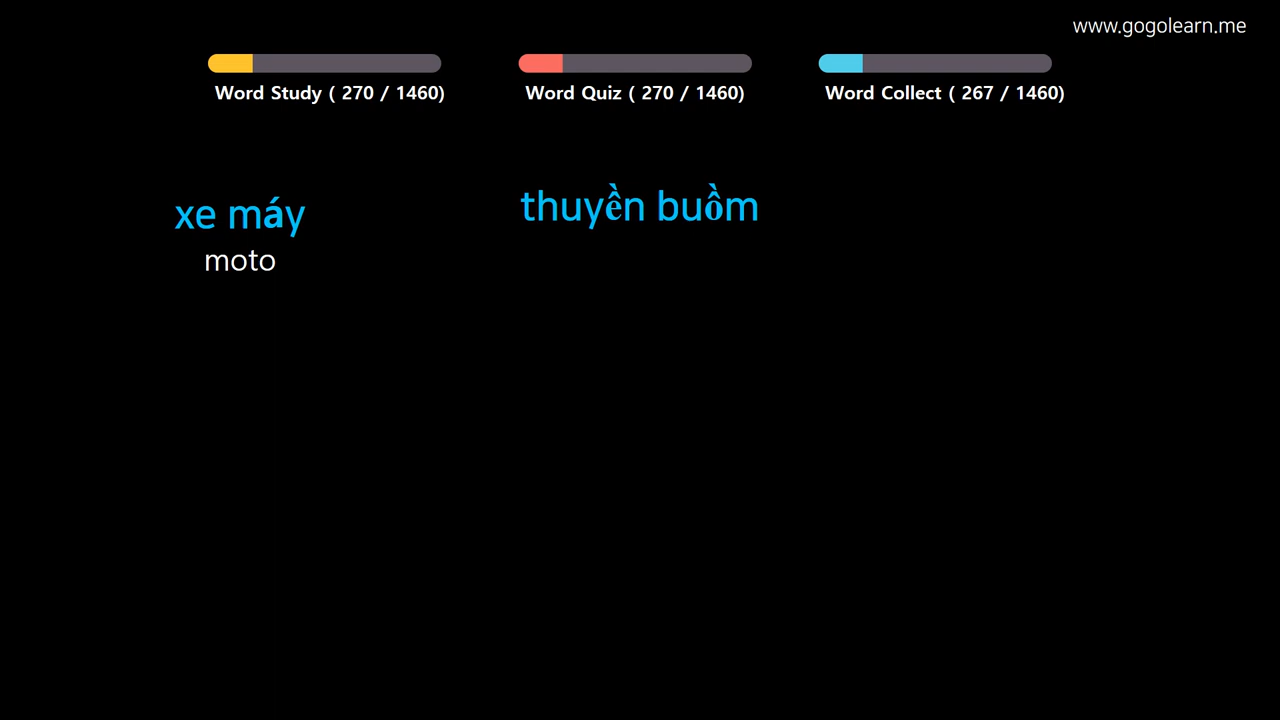 www.gogolearn.me
Word Study ( 270 / 1460)
Word Quiz ( 270 / 1460)
Word Collect ( 267 / 1460)
xe máy
moto
thuyền buồm